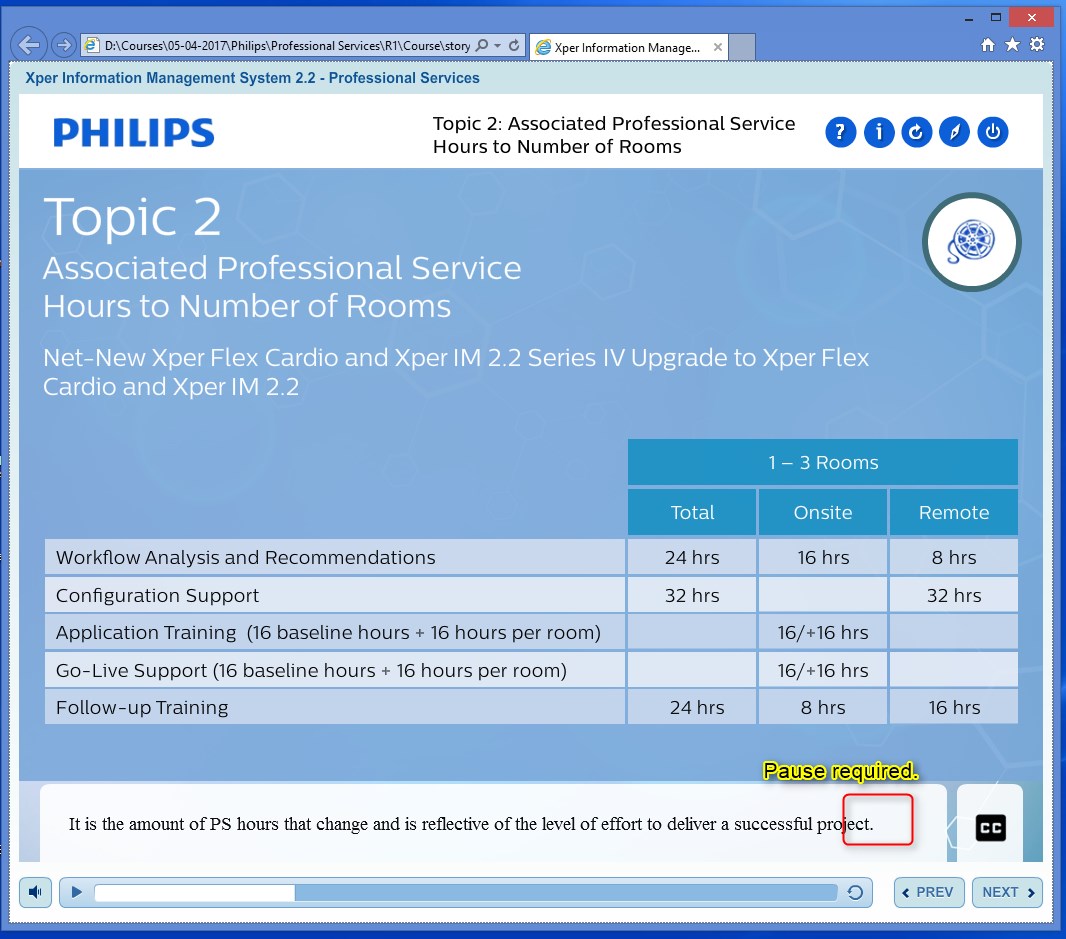 D:\Courses\05-04-2017\Philips\Professional Services\R1\Course\story
Xper Information Manage...
Xper Information Management System 2.2 - Professional Services
PHILIPS
Topic 2: Associated Professional Service
Hours to Number of Rooms
? i
Topic 2
Associated Professional Service
Hours to Number of Rooms
Net-New Xper Flex Cardio and Xper IM 2.2 Series IV Upgrade to Xper Flex
Cardio and Xper IM 2.2
1 – 3 Rooms
Total Onsite Remote
Workflow Analysis and Recommendations 24 hrs 16 hrs 8 hrs
Configuration Support 32 hrs 32 hrs
Application Training (16 baseline hours + 16 hours per room) 16/+16 hrs
Go-Live Support (16 baseline hours + 16 hours per room) 16/+16 hrs
Follow-up Training 24 hrs 8 hrs 16 hrs
Pause required.
It is the amount of PS hours that change and is reflective of the level of effort to deliver a successful project.
CC
PREV NEXT